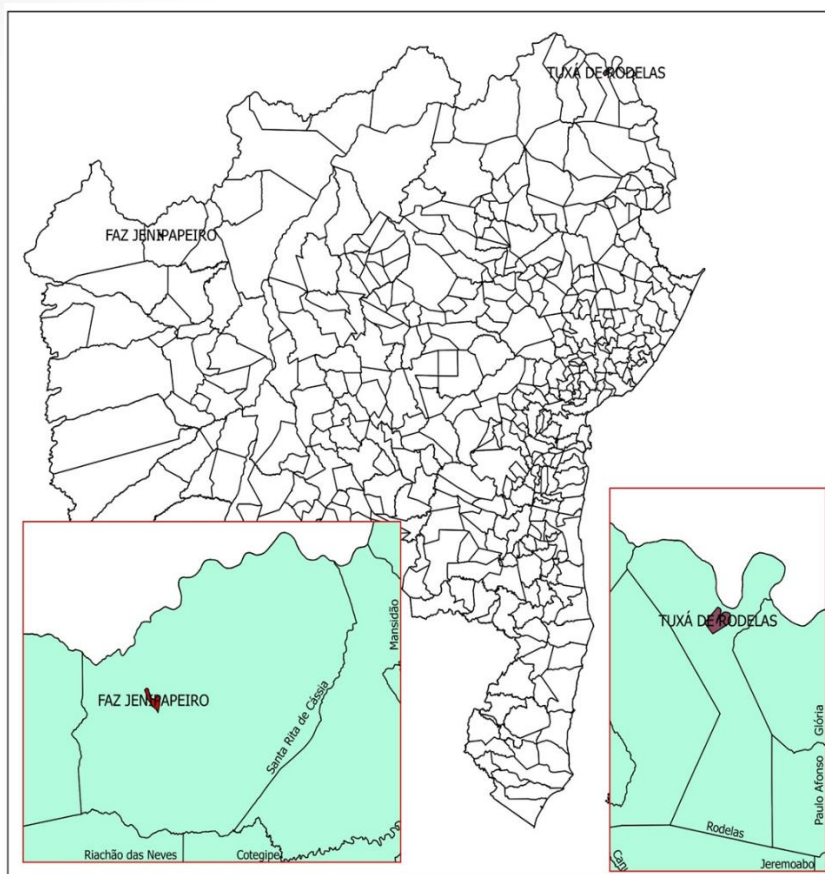 TUXÁ DE RODELAS
FAZ JENIPAPEIRO
FAZ JENIPAPEIRO
Santa Rita de Cássia
Mansidão
Riachão das Neves
Cotegipe
TUXÁ DE RODELAS
Glória
Paulo Afonso
Rodelas
Jeremoabo